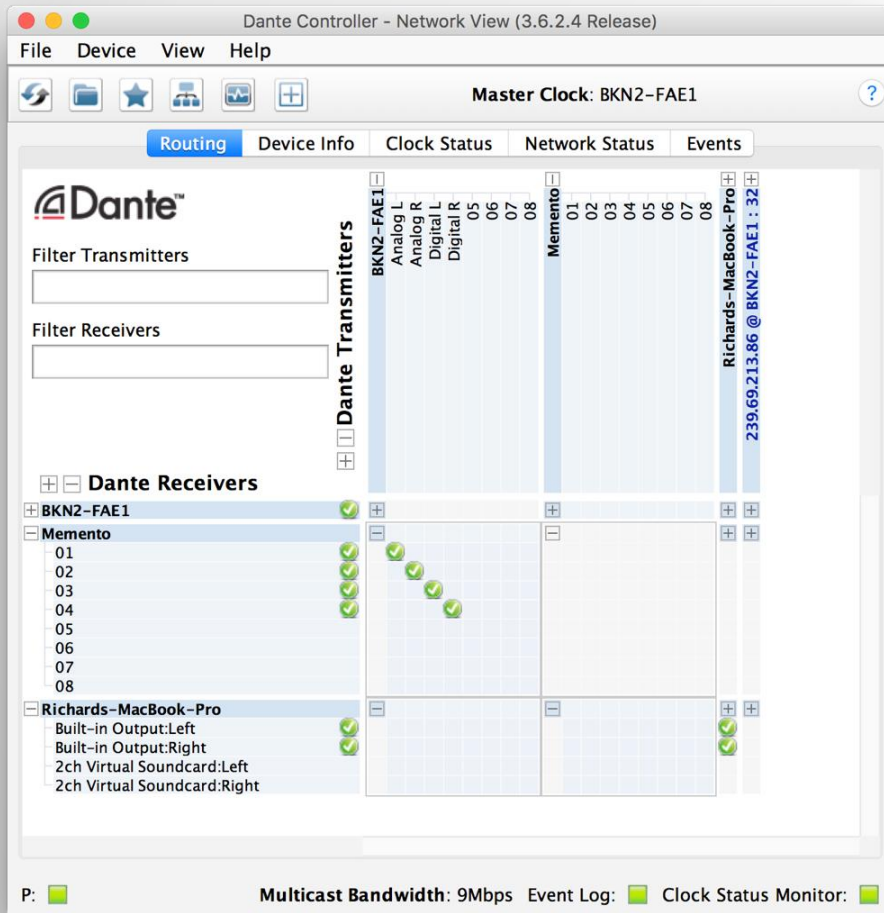 Dante Controller - Network View (3.6.2.4 Release)
File Device View Help
Master Clock: BKN2-FAE1
?
Routing Device Info Clock Status Network Status Events
Dante™
Filter Transmitters
Filter Receivers
Dante Transmitters
BKN2-FAE1
Analog L
Analog R
Digital L
Digital R
05
06
07
08
Memento
01
02
03
04
05
06
07
08
Richards-MacBook-Pro
239.69.213.86 @ BKN2-FAE1 : 32
Dante Receivers
BKN2-FAE1
Memento
01
02
03
04
05
06
07
08
Richards-MacBook-Pro
Built-in Output:Left
Built-in Output:Right
2ch Virtual Soundcard:Left
2ch Virtual Soundcard:Right
P: Multicast Bandwidth: 9Mbps Event Log: Clock Status Monitor: